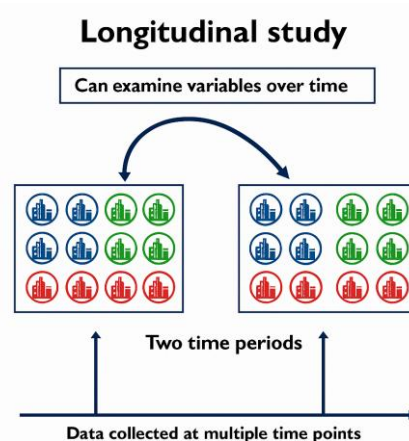 Longitudinal study
Can examine variables over time
Two time periods
Data collected at multiple time points